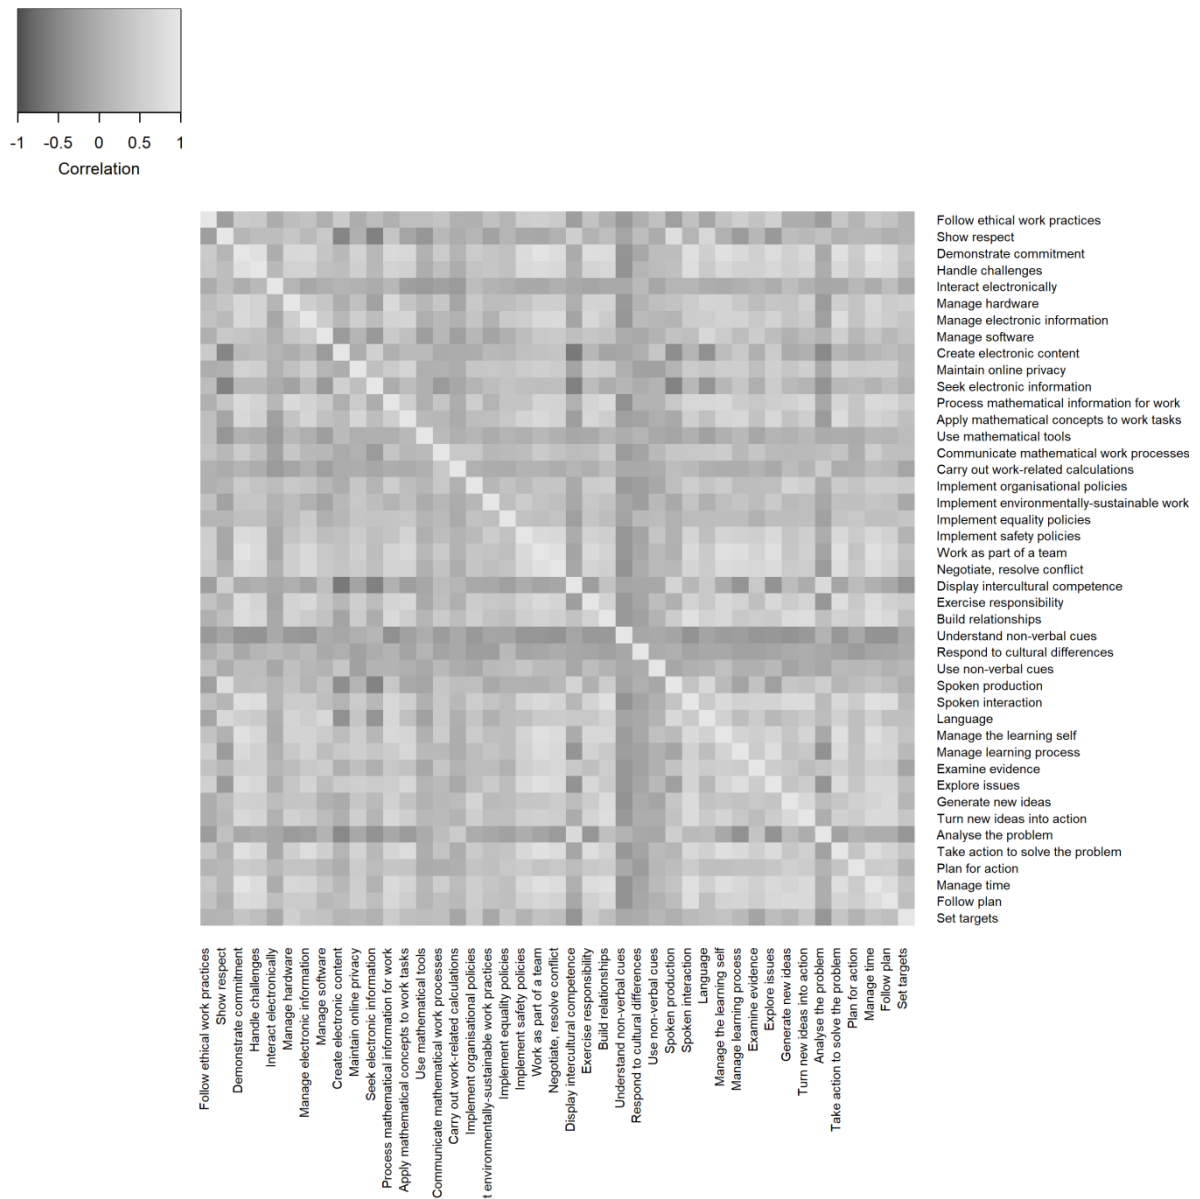 -1 -0.5 0 0.5 1
Correlation
Follow ethical work practices
Show respect
Demonstrate commitment
Handle challenges
Interact electronically
Manage hardware
Manage electronic information
Manage software
Create electronic content
Maintain online privacy
Seek electronic information
Process mathematical information for work
Apply mathematical concepts to work tasks
Use mathematical tools
Communicate mathematical work processes
Carry out work-related calculations
Implement organisational policies
Implement environmentally-sustainable work
Implement equality policies
Implement safety policies
Work as part of a team
Negotiate, resolve conflict
Display intercultural competence
Exercise responsibility
Build relationships
Understand non-verbal cues
Respond to cultural differences
Use non-verbal cues
Spoken production
Spoken interaction
Language
Manage the learning self
Manage learning process
Examine evidence
Explore issues
Generate new ideas
Turn new ideas into action
Analyse the problem
Take action to solve the problem
Plan for action
Manage time
Follow plan
Set targets
Follow ethical work practices
Show respect
Demonstrate commitment
Handle challenges
Interact electronically
Manage hardware
Manage electronic information
Manage software
Create electronic content
Maintain online privacy
Seek electronic information
Process mathematical information for work
Apply mathematical concepts to work tasks
Use mathematical tools
Communicate mathematical work processes
Carry out work-related calculations
Implement organisational policies
t environmentally-sustainable work practices
Implement equality policies
Implement safety policies
Work as part of a team
Negotiate, resolve conflict
Display intercultural competence
Exercise responsibility
Build relationships
Understand non-verbal cues
Respond to cultural differences
Use non-verbal cues
Spoken production
Spoken interaction
Language
Manage the learning self
Manage learning process
Examine evidence
Explore issues
Generate new ideas
Turn new ideas into action
Analyse the problem
Take action to solve the problem
Plan for action
Manage time
Follow plan
Set targets